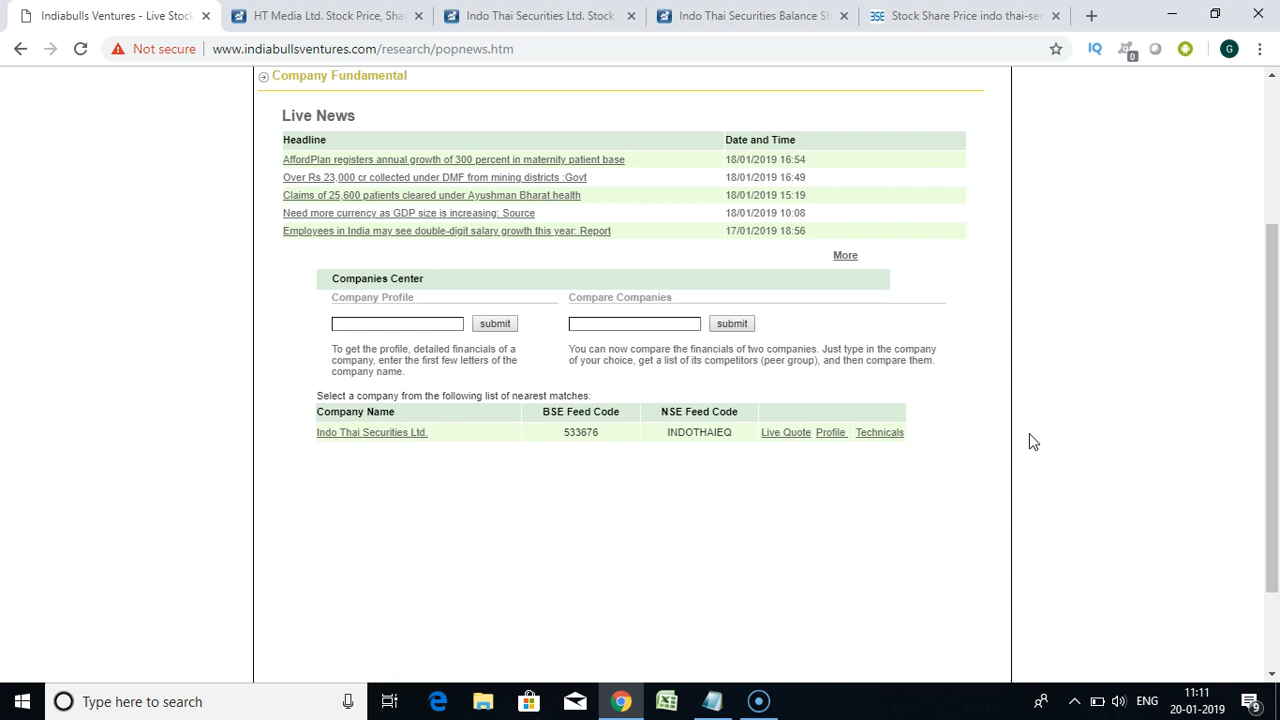 Indiabulls Ventures - Live Stock
HT Media Ltd. Stock Price, Sha
Indo Thai Securities Ltd. Stock
Indo Thai Securities Balance Sh
BSE Stock Share Price indo thai-sec
Not secure www.indiabullsventures.com/research/popnews.htm
IQ 0 G
Company Fundamental
Live News
Headline Date and Time
AffordPlan registers annual growth of 300 percent in maternity patient base 18/01/2019 16:54
Over Rs 23,000 cr collected under DMF from mining districts :Govt 18/01/2019 16:49
Claims of 25,600 patients cleared under Ayushman Bharat health 18/01/2019 15:19
Need more currency as GDP size is increasing: Source 18/01/2019 10:08
Employees in India may see double-digit salary growth this year: Report 17/01/2019 18:56
More
Companies Center
Company Profile
submit
To get the profile, detailed financials of a
company, enter the first few letters of the
company name.
Compare Companies
submit
You can now compare the financials of two companies. Just type in the company
of your choice, get a list of its competitors (peer group), and then compare them.
Select a company from the following list of nearest matches:
Company Name BSE Feed Code NSE Feed Code
Indo Thai Securities Ltd. 533676 INDOTHAIEQ Live Quote Profile Technicals
Type here to search
ENG
11:11
20-01-2019
9